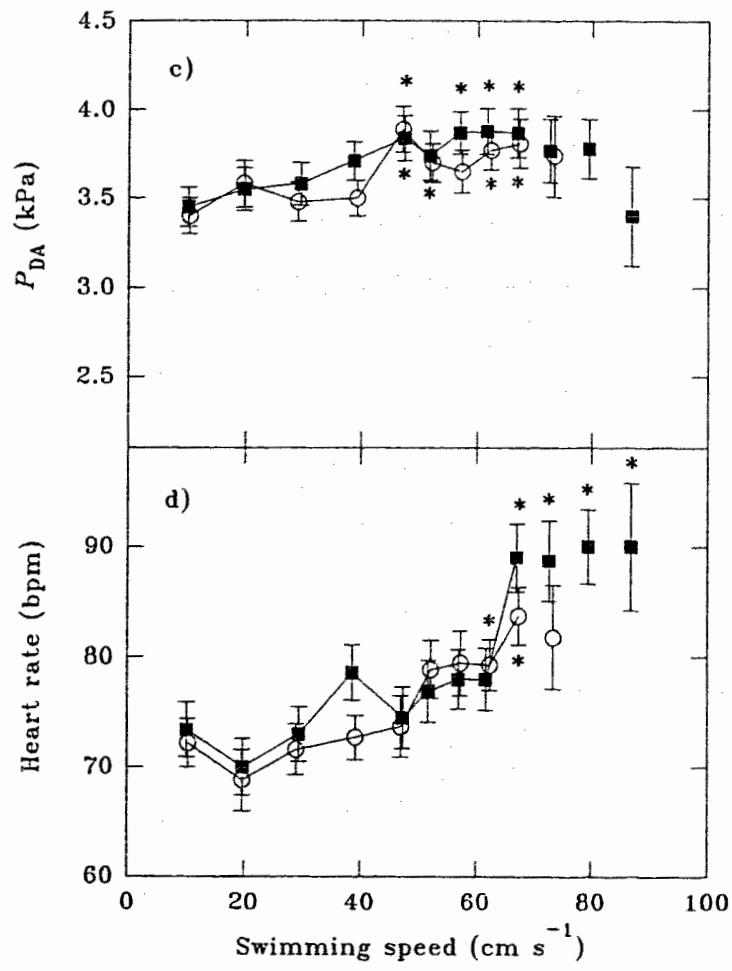 4.5
c)
4.0
3.5
3.0
2.5
P_DA (kPa)
* * * *
* * * *
d)
90
80
70
60
Heart rate (bpm)
* * * *
*
*
0 20 40 60 80 100
Swimming speed (cm s⁻¹)